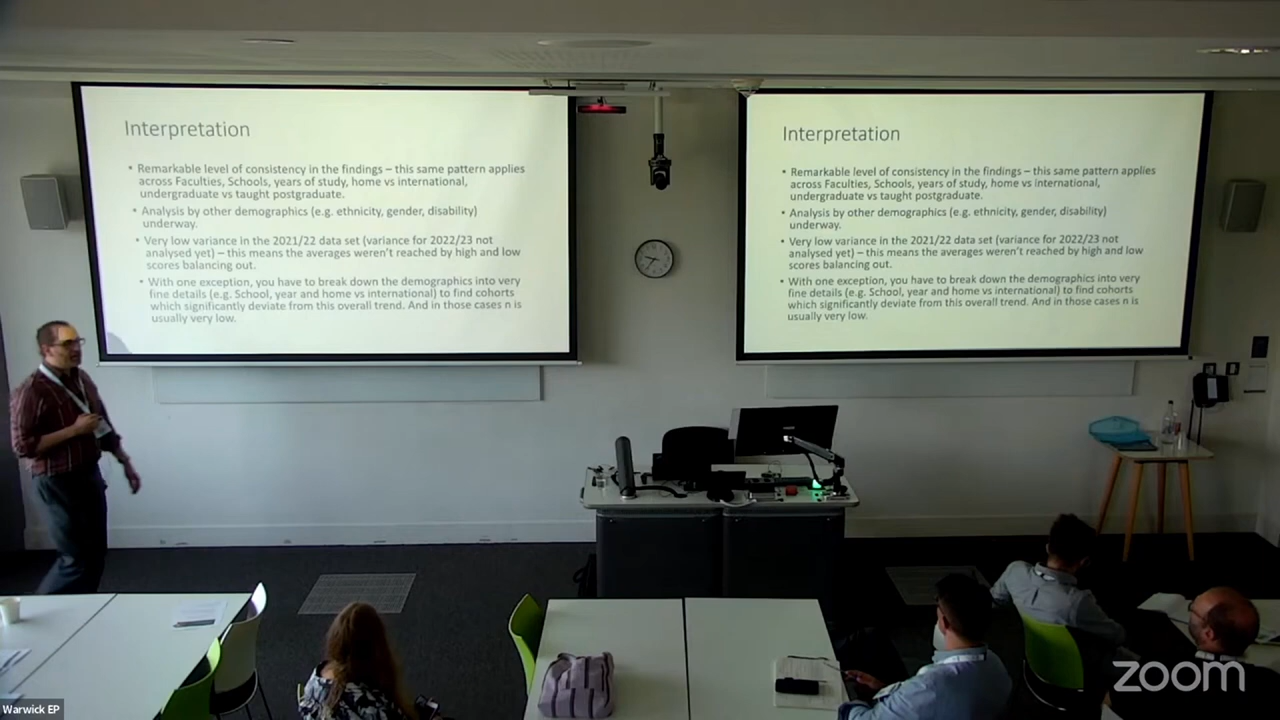 Interpretation
• Remarkable level of consistency in the findings – this same pattern applies
across Faculties, Schools, years of study, home vs international,
undergraduate vs taught postgraduate.
• Analysis by other demographics (e.g. ethnicity, gender, disability)
underway.
• Very low variance in the 2021/22 data set (variance for 2022/23 not
analysed yet) – this means the averages weren't reached by high and low
scores balancing out.
• With one exception, you have to break down the demographics into very
fine details (e.g. School, year and home vs international) to find cohorts
which significantly deviate from this overall trend. And in those cases n is
usually very low.
Interpretation
• Remarkable level of consistency in the findings – this same pattern applies
across Faculties, Schools, years of study, home vs international,
undergraduate vs taught postgraduate.
• Analysis by other demographics (e.g. ethnicity, gender, disability)
underway.
• Very low variance in the 2021/22 data set (variance for 2022/23 not
analysed yet) – this means the averages weren't reached by high and low
scores balancing out.
• With one exception, you have to break down the demographics into very
fine details (e.g. School, year and home vs international) to find cohorts
which significantly deviate from this overall trend. And in those cases n is
usually very low.
Warwick EP
zoom